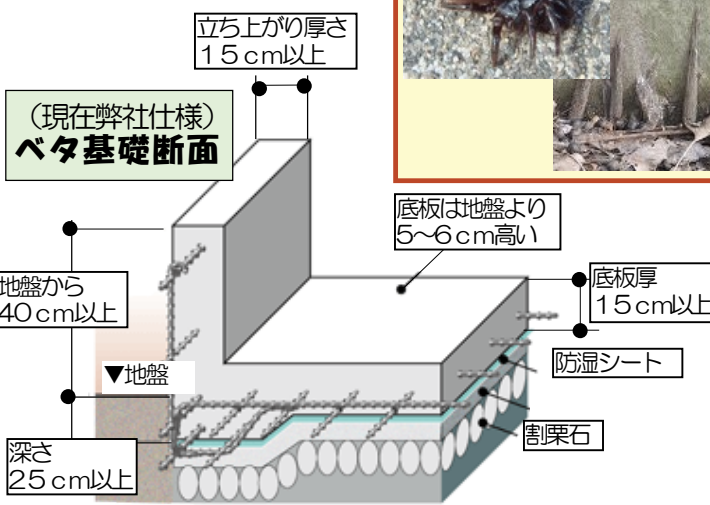 立ち上がり厚さ
15cm以上
（現在弊社仕様）
ベタ基礎断面
底板は地盤より
5～6cm高い
地盤から
40cm以上
底板厚
15cm以上
▼地盤
防湿シート
割栗石
深さ
25cm以上